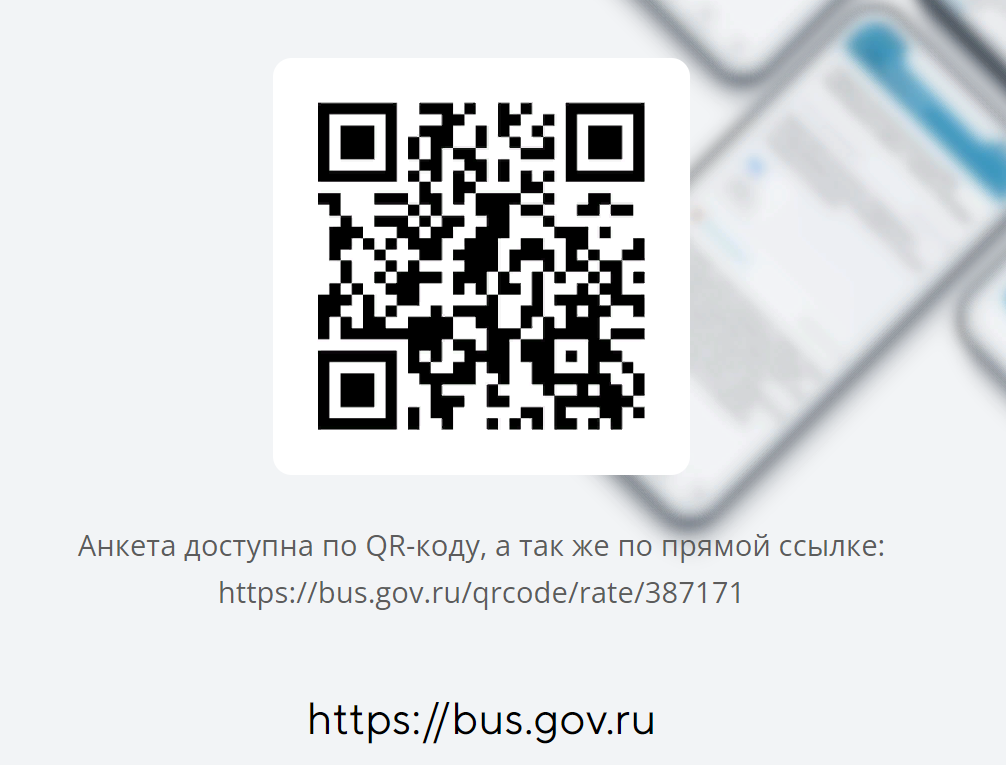 Анкета доступна по QR-коду, а так же по прямой ссылке:
https://bus.gov.ru/qrcode/rate/387171
https://bus.gov.ru